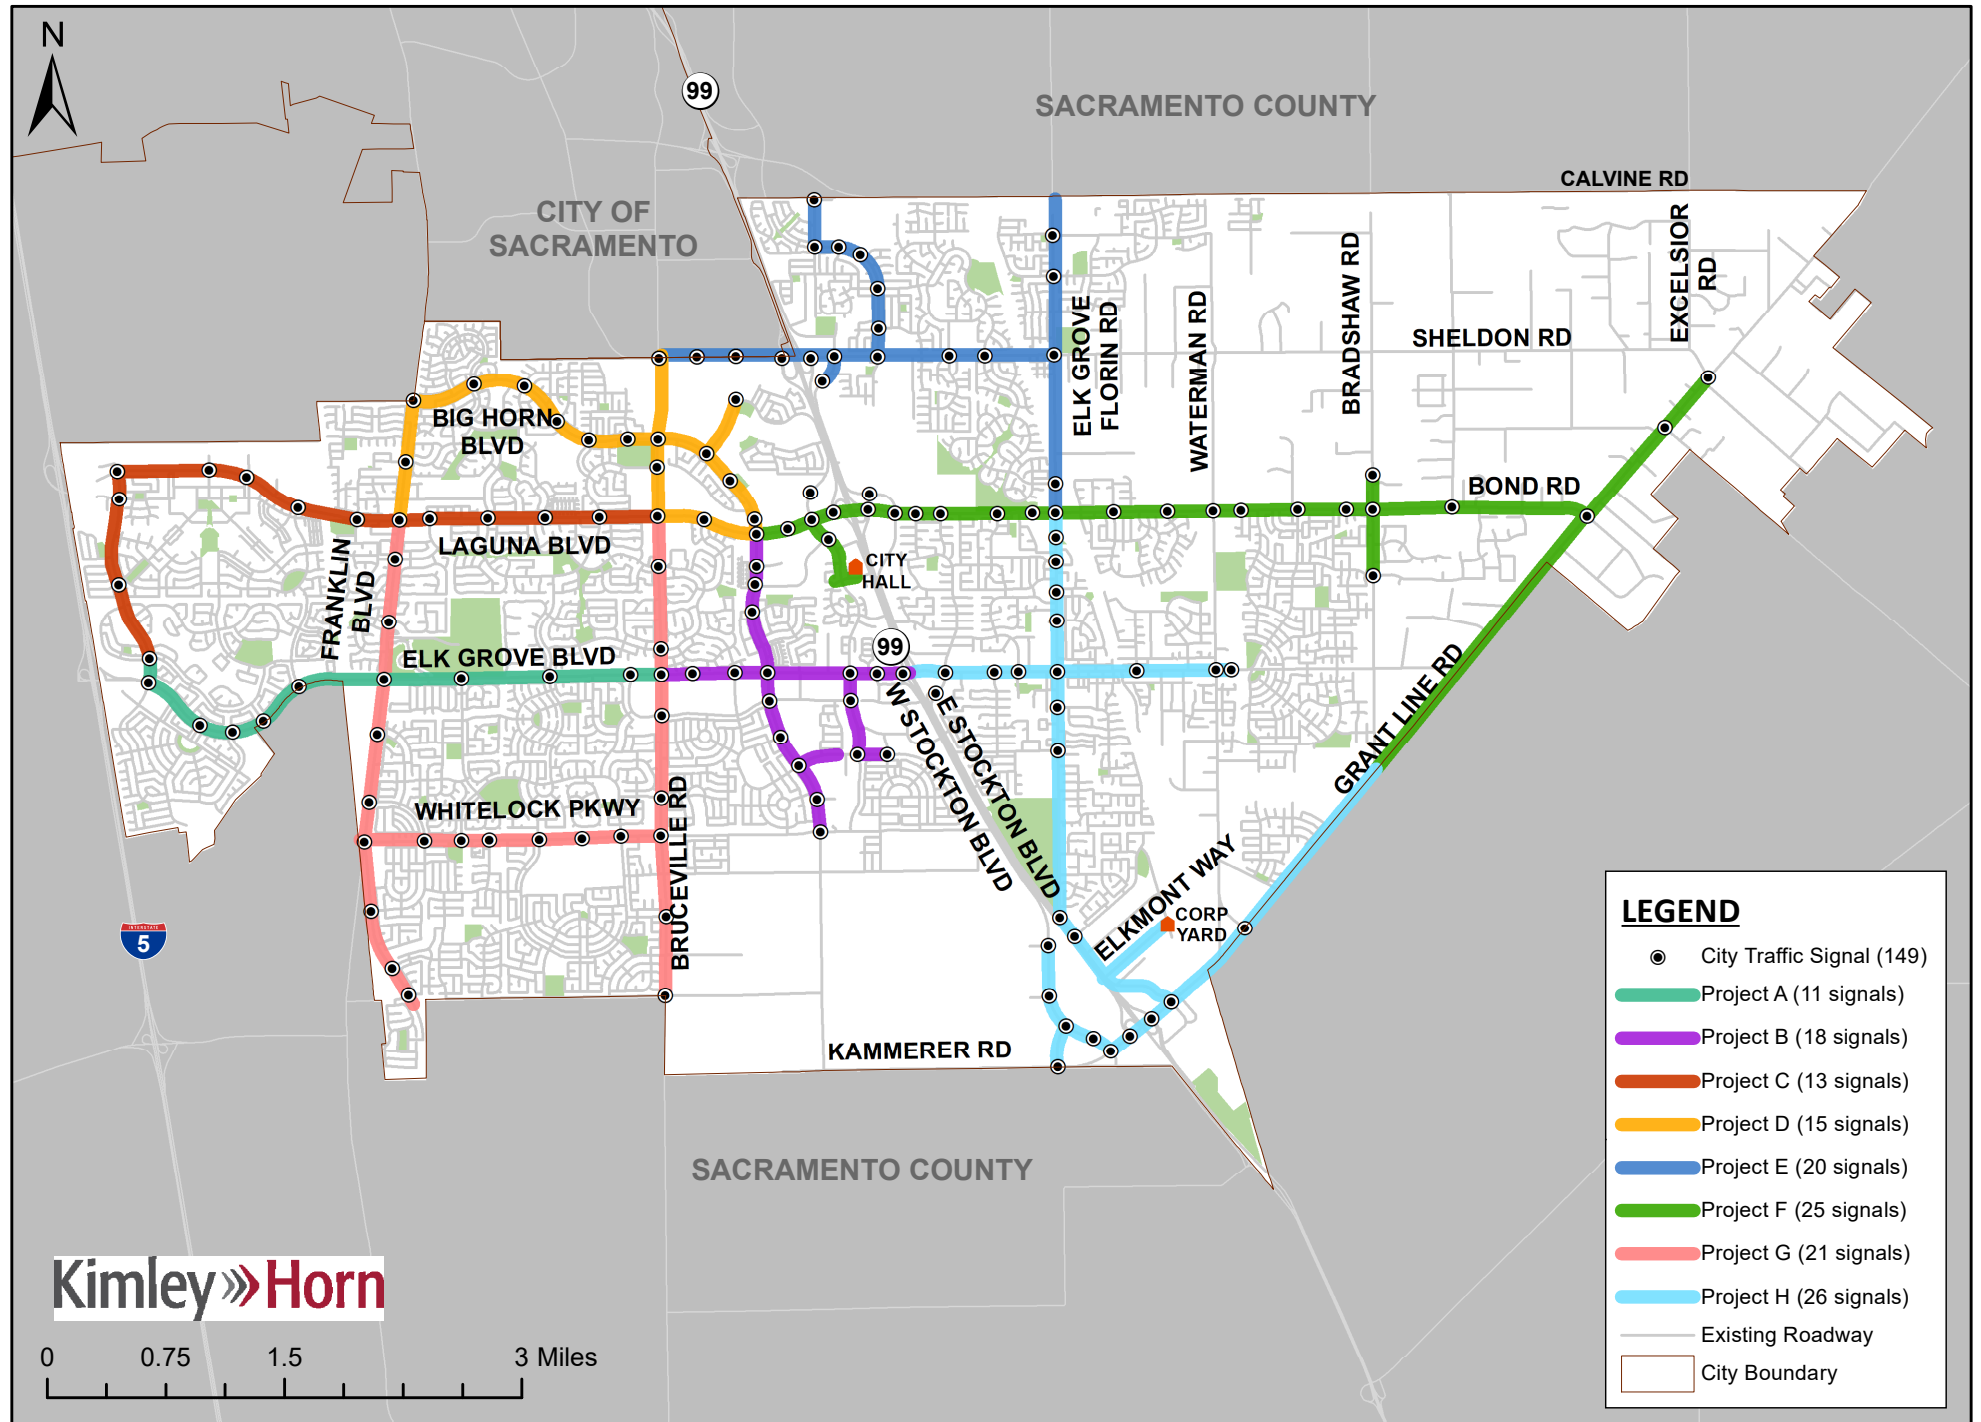 N
99
SACRAMENTO COUNTY
CALVINE RD
CITY OF
SACRAMENTO
EXCELSIOR
RD
ELK GROVE
FLORIN RD
WATERMAN RD
BRADSHAW RD
SHELDON RD
BIG HORN
BLVD
BOND RD
LAGUNA BLVD
FRANKLIN
BLVD
CITY
HALL
99
ELK GROVE BLVD
W STOCKTON BLVD
E STOCKTON BLVD
GRANT LINE RD
WHITELOCK PKWY
BRUCEVILLE RD
ELKMONT WAY
CORP
YARD
INTERSTATE
5
KAMMERER RD
SACRAMENTO COUNTY
LEGEND
City Traffic Signal (149)
Project A (11 signals)
Project B (18 signals)
Project C (13 signals)
Project D (15 signals)
Project E (20 signals)
Project F (25 signals)
Project G (21 signals)
Project H (26 signals)
Existing Roadway
City Boundary
Kimley»Horn
0 0.75 1.5 3 Miles